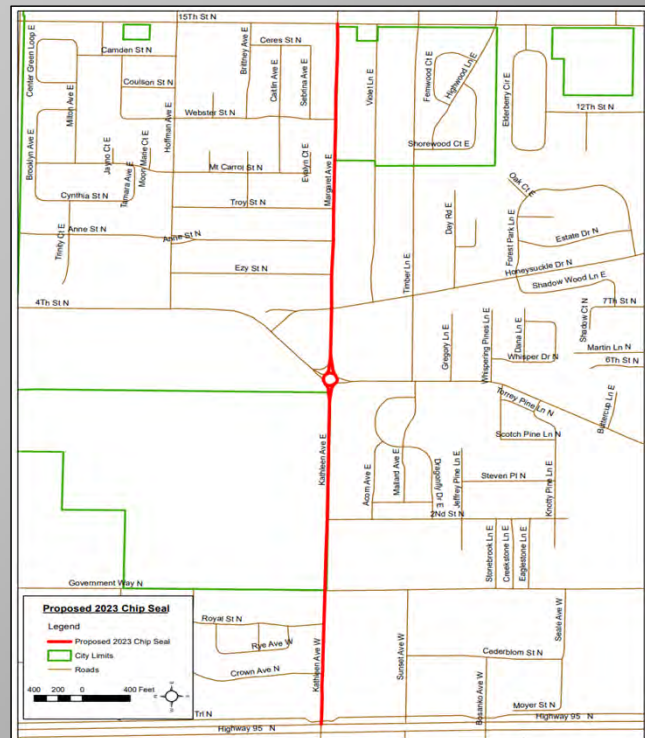 15Th St N
Center Green Loop E
Camden St N
Brittney Ave E
Ceres St N
Milton Ave E
Coulson St N
Caitlin Ave E
Sebrina Ave E
Hoffman Ave E
Webster St N
Brooklyn Ave E
Jayno Ct E
Moon Marie Ct E
Tamara Ave E
Mt Carrol St N
Evalyn Ct E
Margaret Ave E
Cynthia St N
Troy St N
Trinity Ct E
Anne St N
Anne St N
Ezy St N
4Th St N
Violet Ln E
Fernwood Ct E
Highwood Ln E
Elderberry Cir E
12Th St N
Shorewood Ct E
Oak Ct E
Day Rd E
Forest Park Ln E
Estate Dr N
Timber Ln E
Honeysuckle Dr N
Shadow Wood Ln E
7Th St N
Shadow Ct N
Gregory Ln E
Whispering Pines Ln E
Dana Ln E
Whisper Dr N
Martin Ln N
6Th St N
Torrey Pine Ln N
Buttercup Ln E
Scotch Pine Ln N
Kathleen Ave E
Acorn Ave E
Mallard Ave E
Dragonfly Dr E
Jeffrey Pine Ln E
Steven Pl N
Knotty Pine Ln E
2Nd St N
Stonebrook Ln E
Creekstone Ln E
Eaglestone Ln E
Government Way N
Royal St N
Rye Ave W
Crown Ave N
Kathleen Ave W
Sunset Ave W
Cederblom St N
Seale Ave W
Bosanko Ave W
Moyer St N
Tri N
Highway 95 N
Highway 95 N
Proposed 2023 Chip Seal
Legend
Proposed 2023 Chip Seal
City Limits
Roads
400 200 0 400 Feet